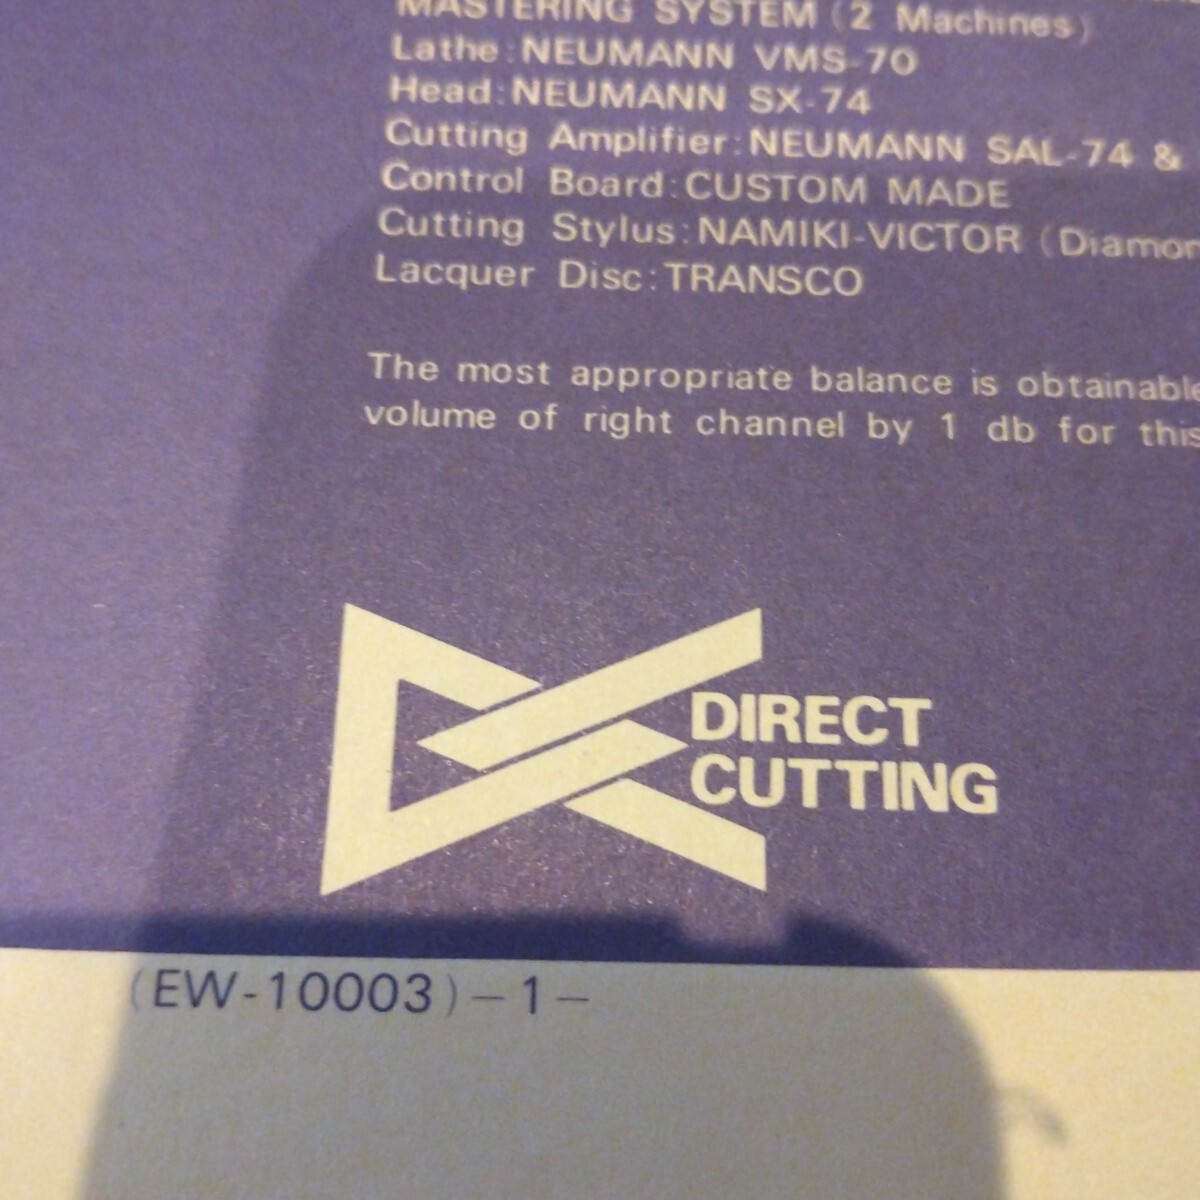 MASTERING SYSTEM (2 Machines)
Lathe: NEUMANN VMS-70
Head: NEUMANN SX-74
Cutting Amplifier: NEUMANN SAL-74 &
Control Board: CUSTOM MADE
Cutting Stylus: NAMIKI-VICTOR (Diamon
Lacquer Disc: TRANSCO
The most appropriate balance is obtainable
volume of right channel by 1 db for this
DIRECT
CUTTING
(EW-10003) -1-